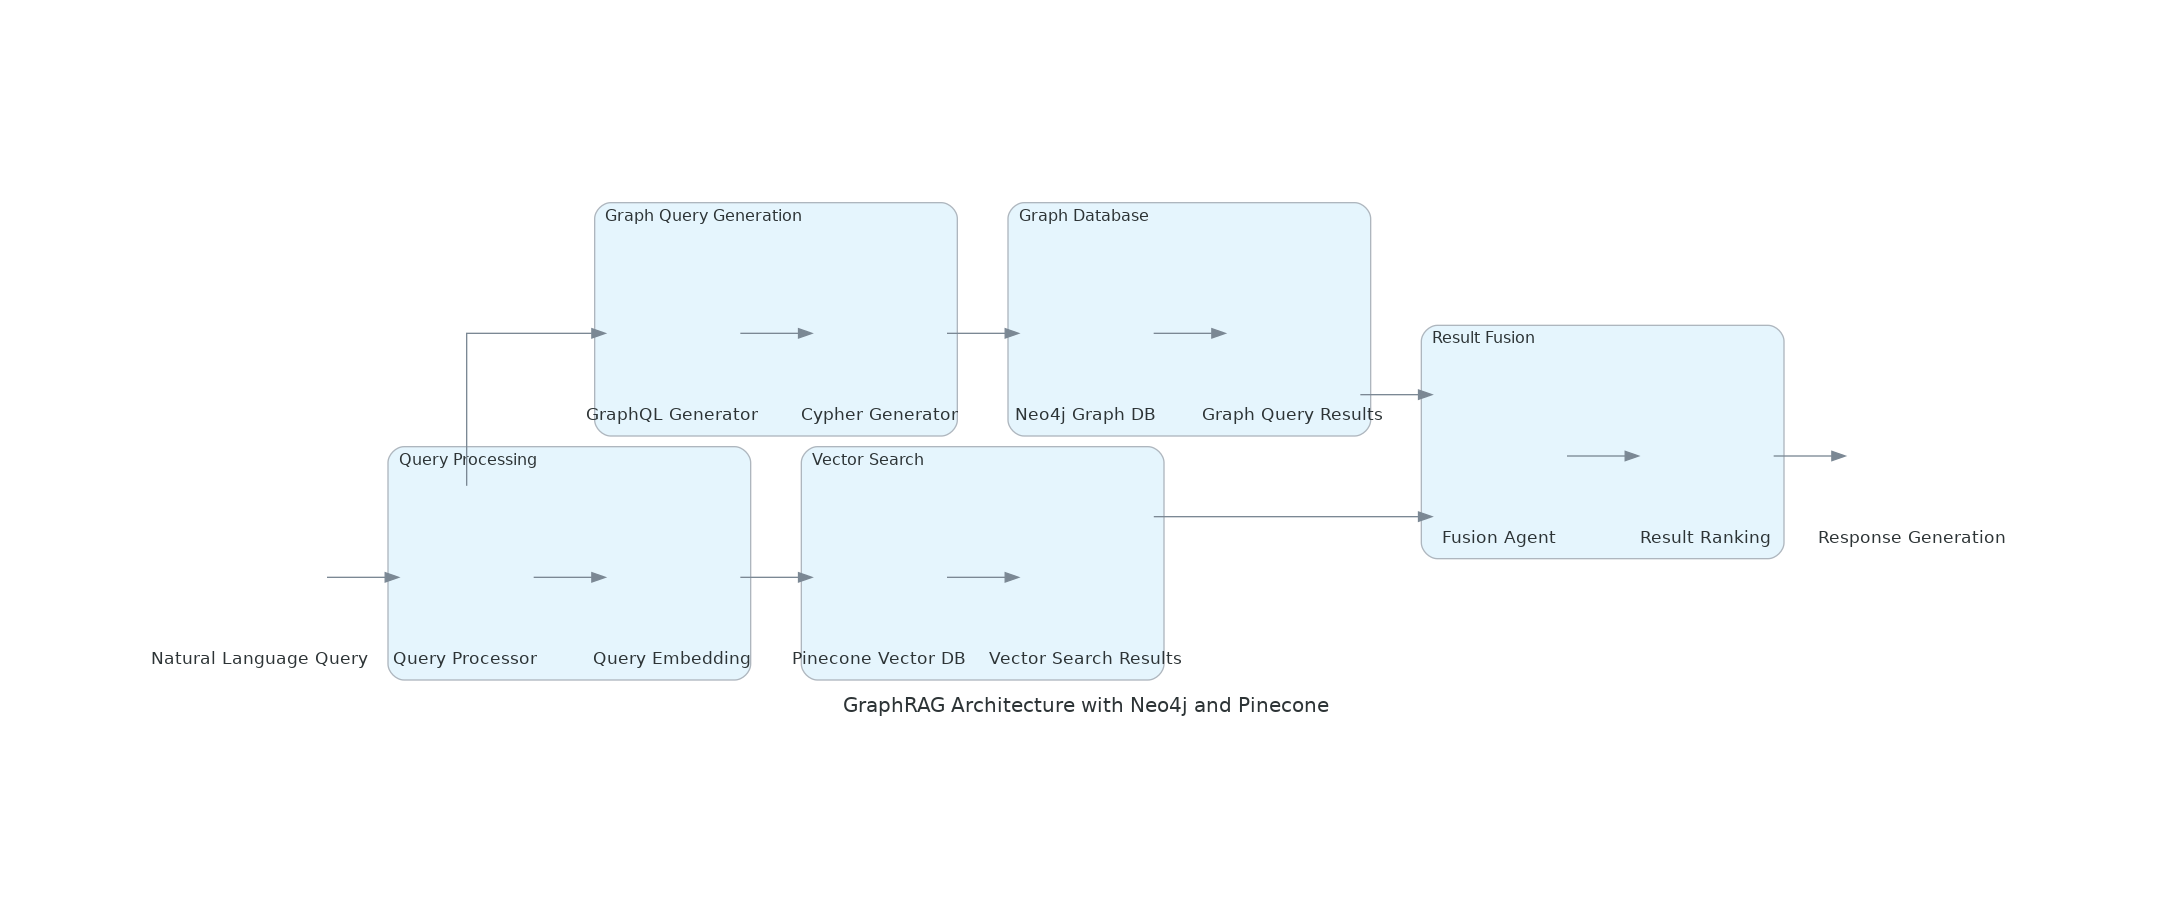 Graph Query Generation
Graph Database
Result Fusion
GraphQL Generator
Cypher Generator
Neo4j Graph DB
Graph Query Results
Query Processing
Vector Search
Fusion Agent
Result Ranking
Response Generation
Natural Language Query
Query Processor
Query Embedding
Pinecone Vector DB
Vector Search Results
GraphRAG Architecture with Neo4j and Pinecone